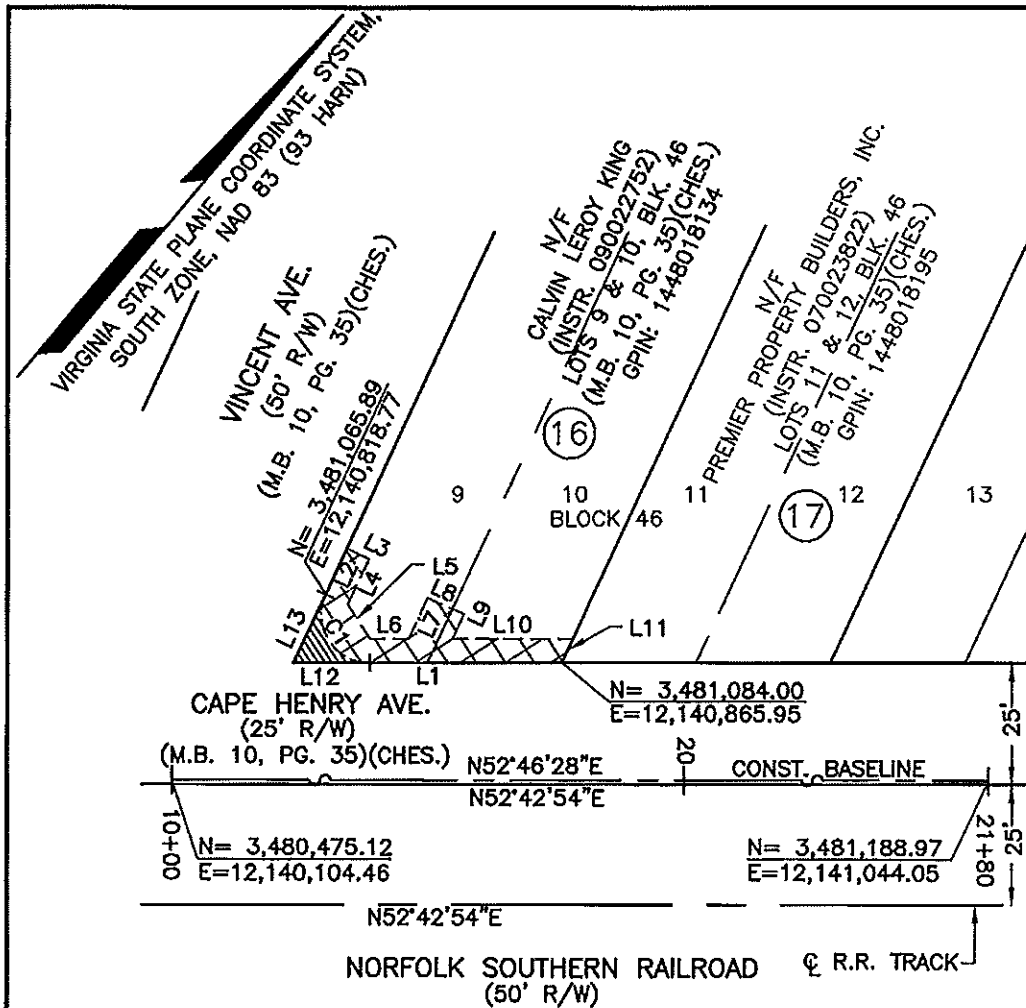 VIRGINIA STATE PLANE COORDINATE SYSTEM,
SOUTH ZONE, NAD 83 (93 HARN)
VINCENT AVE.
(50' R/W)
(M.B. 10, PG. 35)(CHES.)
N= 3,481,065.89
E=12,140,818.77
N/F
CALVIN LEROY KING
(INSTR. 090022752)
LOTS 9 & 10, BLK. 46
(M.B. 10, PG. 35)(CHES.)
GPIN: 1448018134
16
N/F
PREMIER PROPERTY BUILDERS, INC.
(INSTR. 070023822)
LOTS 11 & 12, BLK. 46
(M.B. 10, PG. 35)(CHES.)
GPIN: 1448018195
17
9
10
11
12
13
BLOCK 46
L2
L3
L4
L5
L13
C1
L6
L7
L8
L9
L10
L11
L12
L1
N= 3,481,084.00
E=12,140,865.95
CAPE HENRY AVE.
(25' R/W)
(M.B. 10, PG. 35)(CHES.)
25'
N52°46'28"E
20
CONST. BASELINE
N52°42'54"E
10+00
N= 3,480,475.12
E=12,140,104.46
N= 3,481,188.97
E=12,141,044.05
21+80
25'
N52°42'54"E
NORFOLK SOUTHERN RAILROAD
(50' R/W)
℄ R.R. TRACK